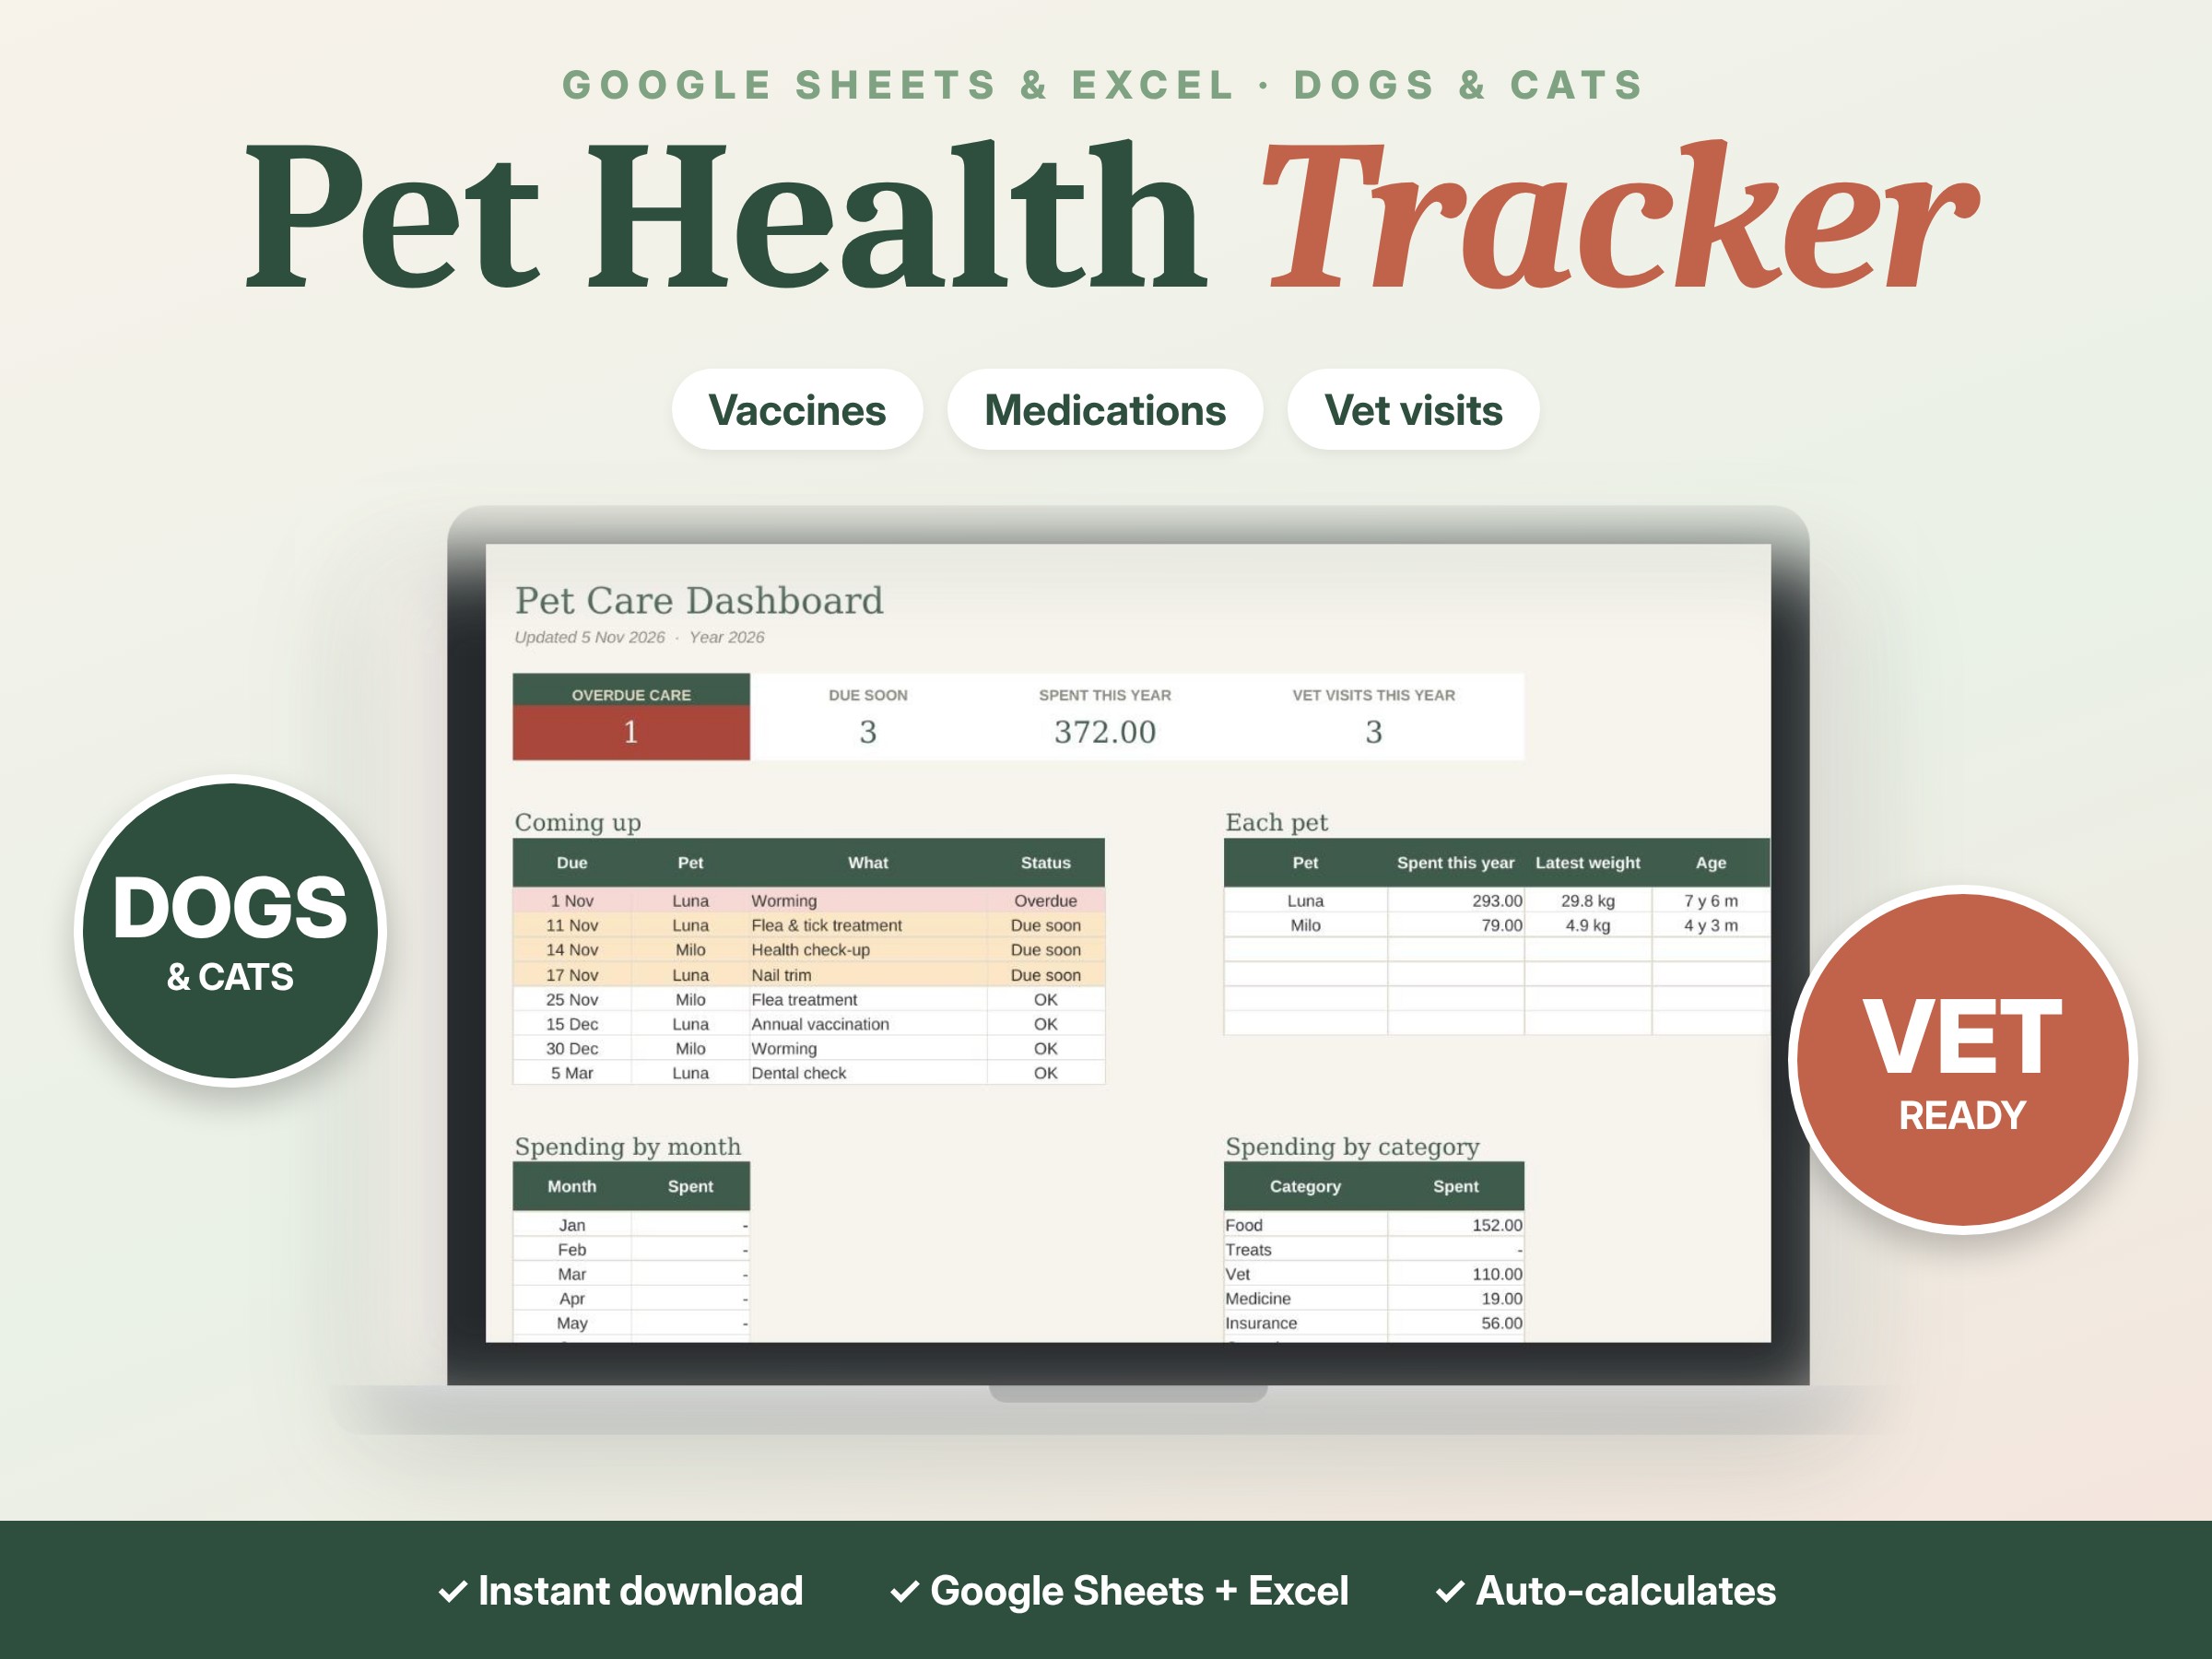 GOOGLE SHEETS & EXCEL · DOGS & CATS
Pet Health Tracker
Vaccines Medications Vet visits
Pet Care Dashboard
Updated 5 Nov 2026 · Year 2026
OVERDUE CARE DUE SOON SPENT THIS YEAR VET VISITS THIS YEAR
1 3 372.00 3
Coming up
Due Pet What Status
1 Nov Luna Worming Overdue
11 Nov Luna Flea & tick treatment Due soon
14 Nov Milo Health check-up Due soon
17 Nov Luna Nail trim Due soon
25 Nov Milo Flea treatment OK
15 Dec Luna Annual vaccination OK
30 Dec Milo Worming OK
5 Mar Luna Dental check OK
Each pet
Pet Spent this year Latest weight Age
Luna 293.00 29.8 kg 7 y 6 m
Milo 79.00 4.9 kg 4 y 3 m
Spending by month
Month Spent
Jan -
Feb -
Mar -
Apr -
May -
Spending by category
Category Spent
Food 152.00
Treats -
Vet 110.00
Medicine 19.00
Insurance 56.00
DOGS
& CATS
VET
READY
✓ Instant download ✓ Google Sheets + Excel ✓ Auto-calculates